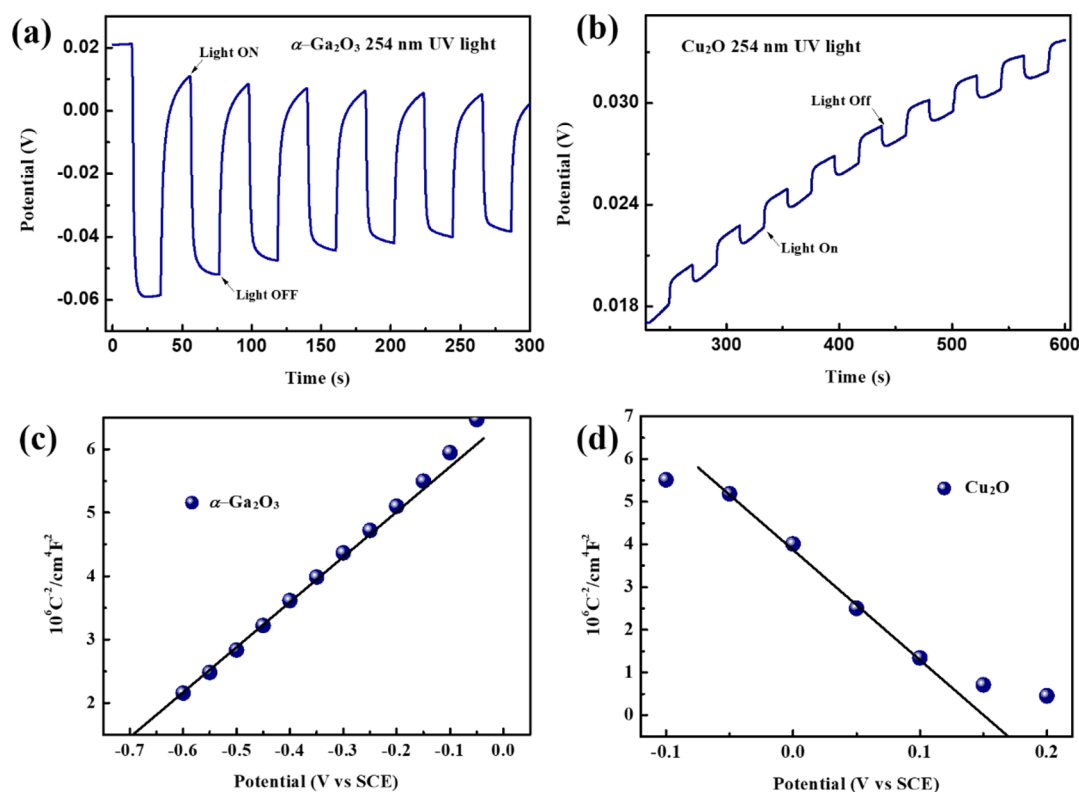 (a)
α–Ga₂O₃ 254 nm UV light
Light ON
Light OFF
0.02
0.00
-0.02
-0.04
-0.06
Potential (V)
0
50
100
150
200
250
300
Time (s)
(b)
Cu₂O 254 nm UV light
Light Off
Light On
0.030
0.024
0.018
Potential (V)
300
400
500
600
Time (s)
(c)
α–Ga₂O₃
6
5
4
3
2
10⁶C⁻²/cm⁴F²
-0.7
-0.6
-0.5
-0.4
-0.3
-0.2
-0.1
0.0
Potential (V vs SCE)
(d)
Cu₂O
7
6
5
4
3
2
1
0
10⁶C⁻²/cm⁴F²
-0.1
0.0
0.1
0.2
Potential (V vs SCE)